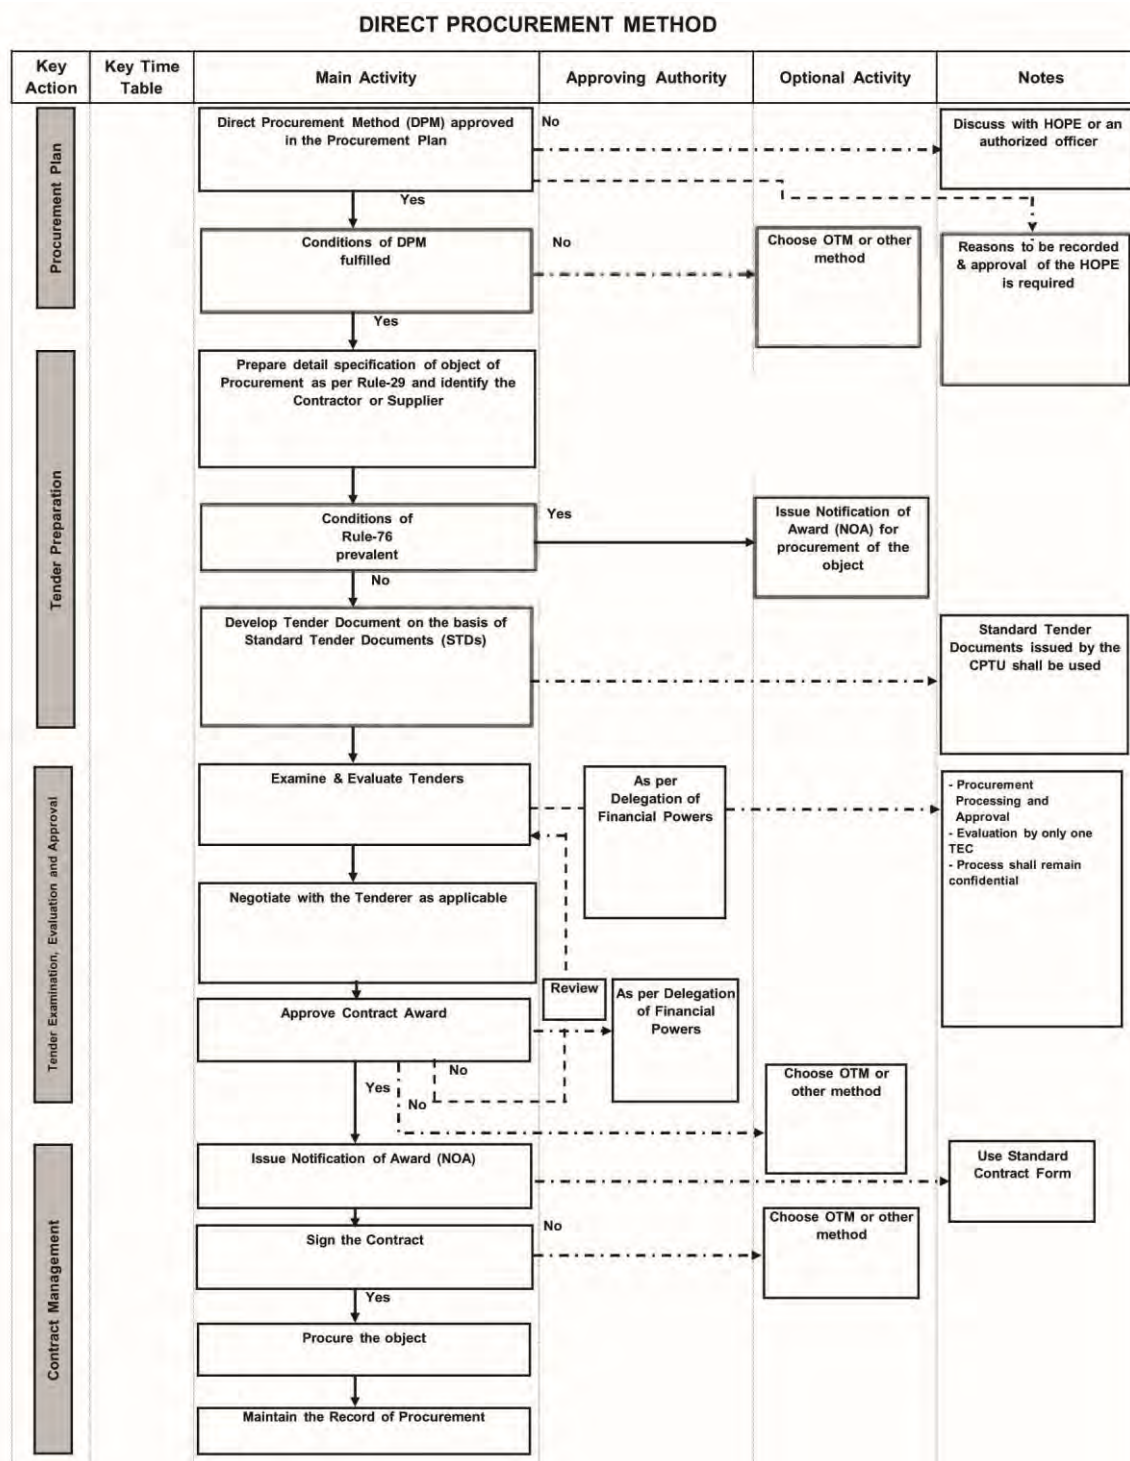 DIRECT PROCUREMENT METHOD
Key
Action
Key Time
Table
Main Activity
Approving Authority
Optional Activity
Notes
Procurement Plan
Direct Procurement Method (DPM) approved
in the Procurement Plan
No
Discuss with HOPE or an
authorized officer
Yes
Conditions of DPM
fulfilled
No
Choose OTM or other
method
Reasons to be recorded
& approval of the HOPE
is required
Yes
Tender Preparation
Prepare detail specification of object of
Procurement as per Rule-29 and identify the
Contractor or Supplier
Conditions of
Rule-76
prevalent
Yes
Issue Notification of
Award (NOA) for
procurement of the
object
No
Develop Tender Document on the basis of
Standard Tender Documents (STDs)
Standard Tender
Documents issued by the
CPTU shall be used
Tender Examination, Evaluation and Approval
Examine & Evaluate Tenders
As per
Delegation of
Financial Powers
- Procurement
Processing and
Approval
- Evaluation by only one
TEC
- Process shall remain
confidential
Negotiate with the Tenderer as applicable
Review
As per Delegation
of Financial
Powers
Approve Contract Award
No
Yes
No
Choose OTM or
other method
Contract Management
Issue Notification of Award (NOA)
Use Standard
Contract Form
Sign the Contract
No
Choose OTM or other
method
Yes
Procure the object
Maintain the Record of Procurement